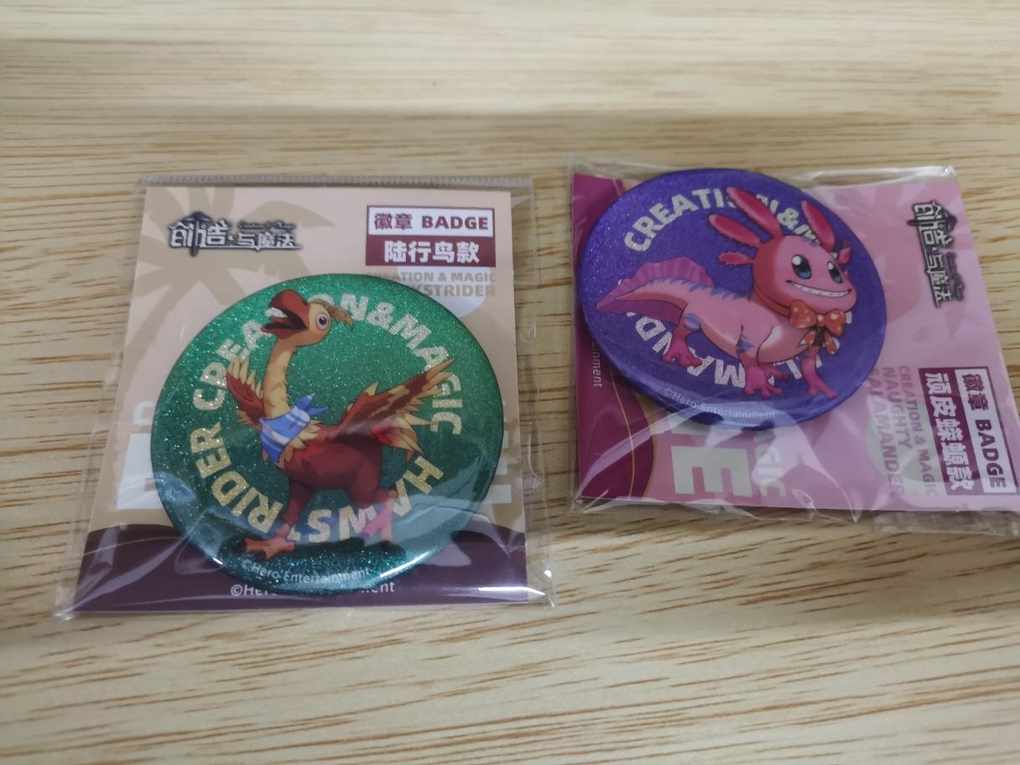 创造与魔法
徽章 BADGE
陆行鸟款
CREATION & MAGIC
HAWKSTRIDER
CREATION&MAGIC
©Hero Entertainment
©Hero Entertainment
CREATION&M
©Hero Entertainment
创造与魔法
徽章 BADGE
顽皮蝾螈款
CREATION & MAGIC
NAUGHTY
SALAMANDER